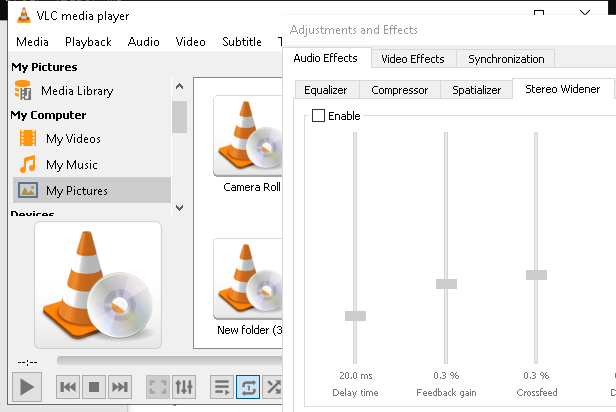 VLC media player
Media Playback Audio Video Subtitle
My Pictures
Media Library
My Computer
My Videos
My Music
My Pictures
Camera Roll
New folder (3
--:--
Adjustments and Effects
Audio Effects Video Effects Synchronization
Equalizer Compressor Spatializer Stereo Widener
Enable
20.0 ms 0.3 % 0.3 %
Delay time Feedback gain Crossfeed